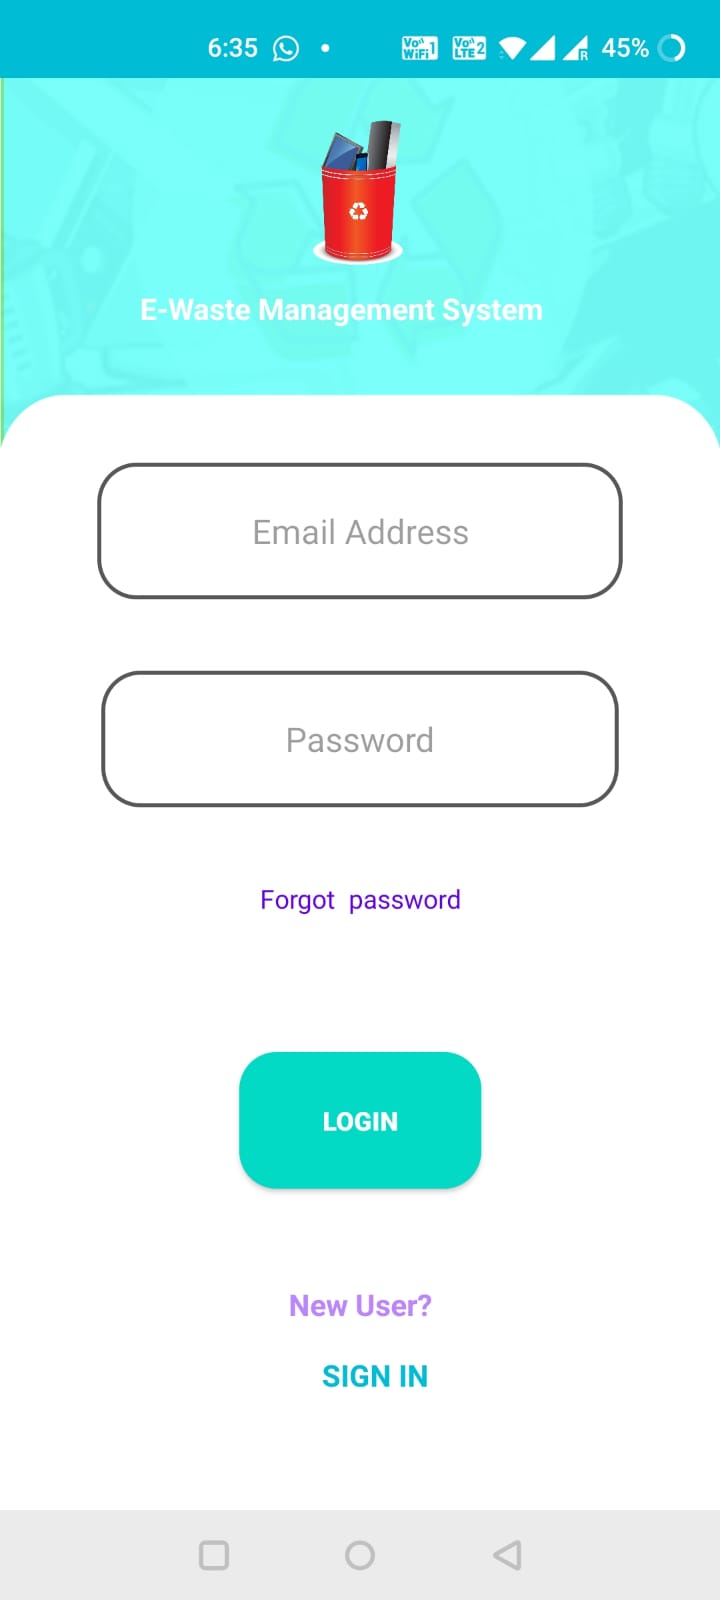 6:35 Vo WiFi 1 Vo LTE 2 R 45%
E-Waste Management System
Email Address
Password
Forgot password
LOGIN
New User?
SIGN IN